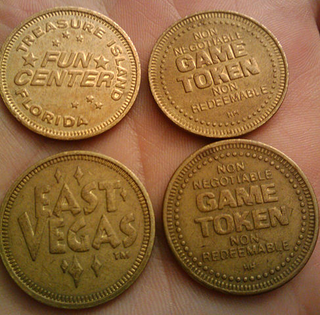 TREASURE ISLAND
FUN
CENTER
FLORIDA
NON
NEGOTIABLE
GAME
TOKEN
NON
REDEEMABLE
EAST
VEGAS
TM
NON
NEGOTIABLE
GAME
TOKEN
NON
REDEEMABLE